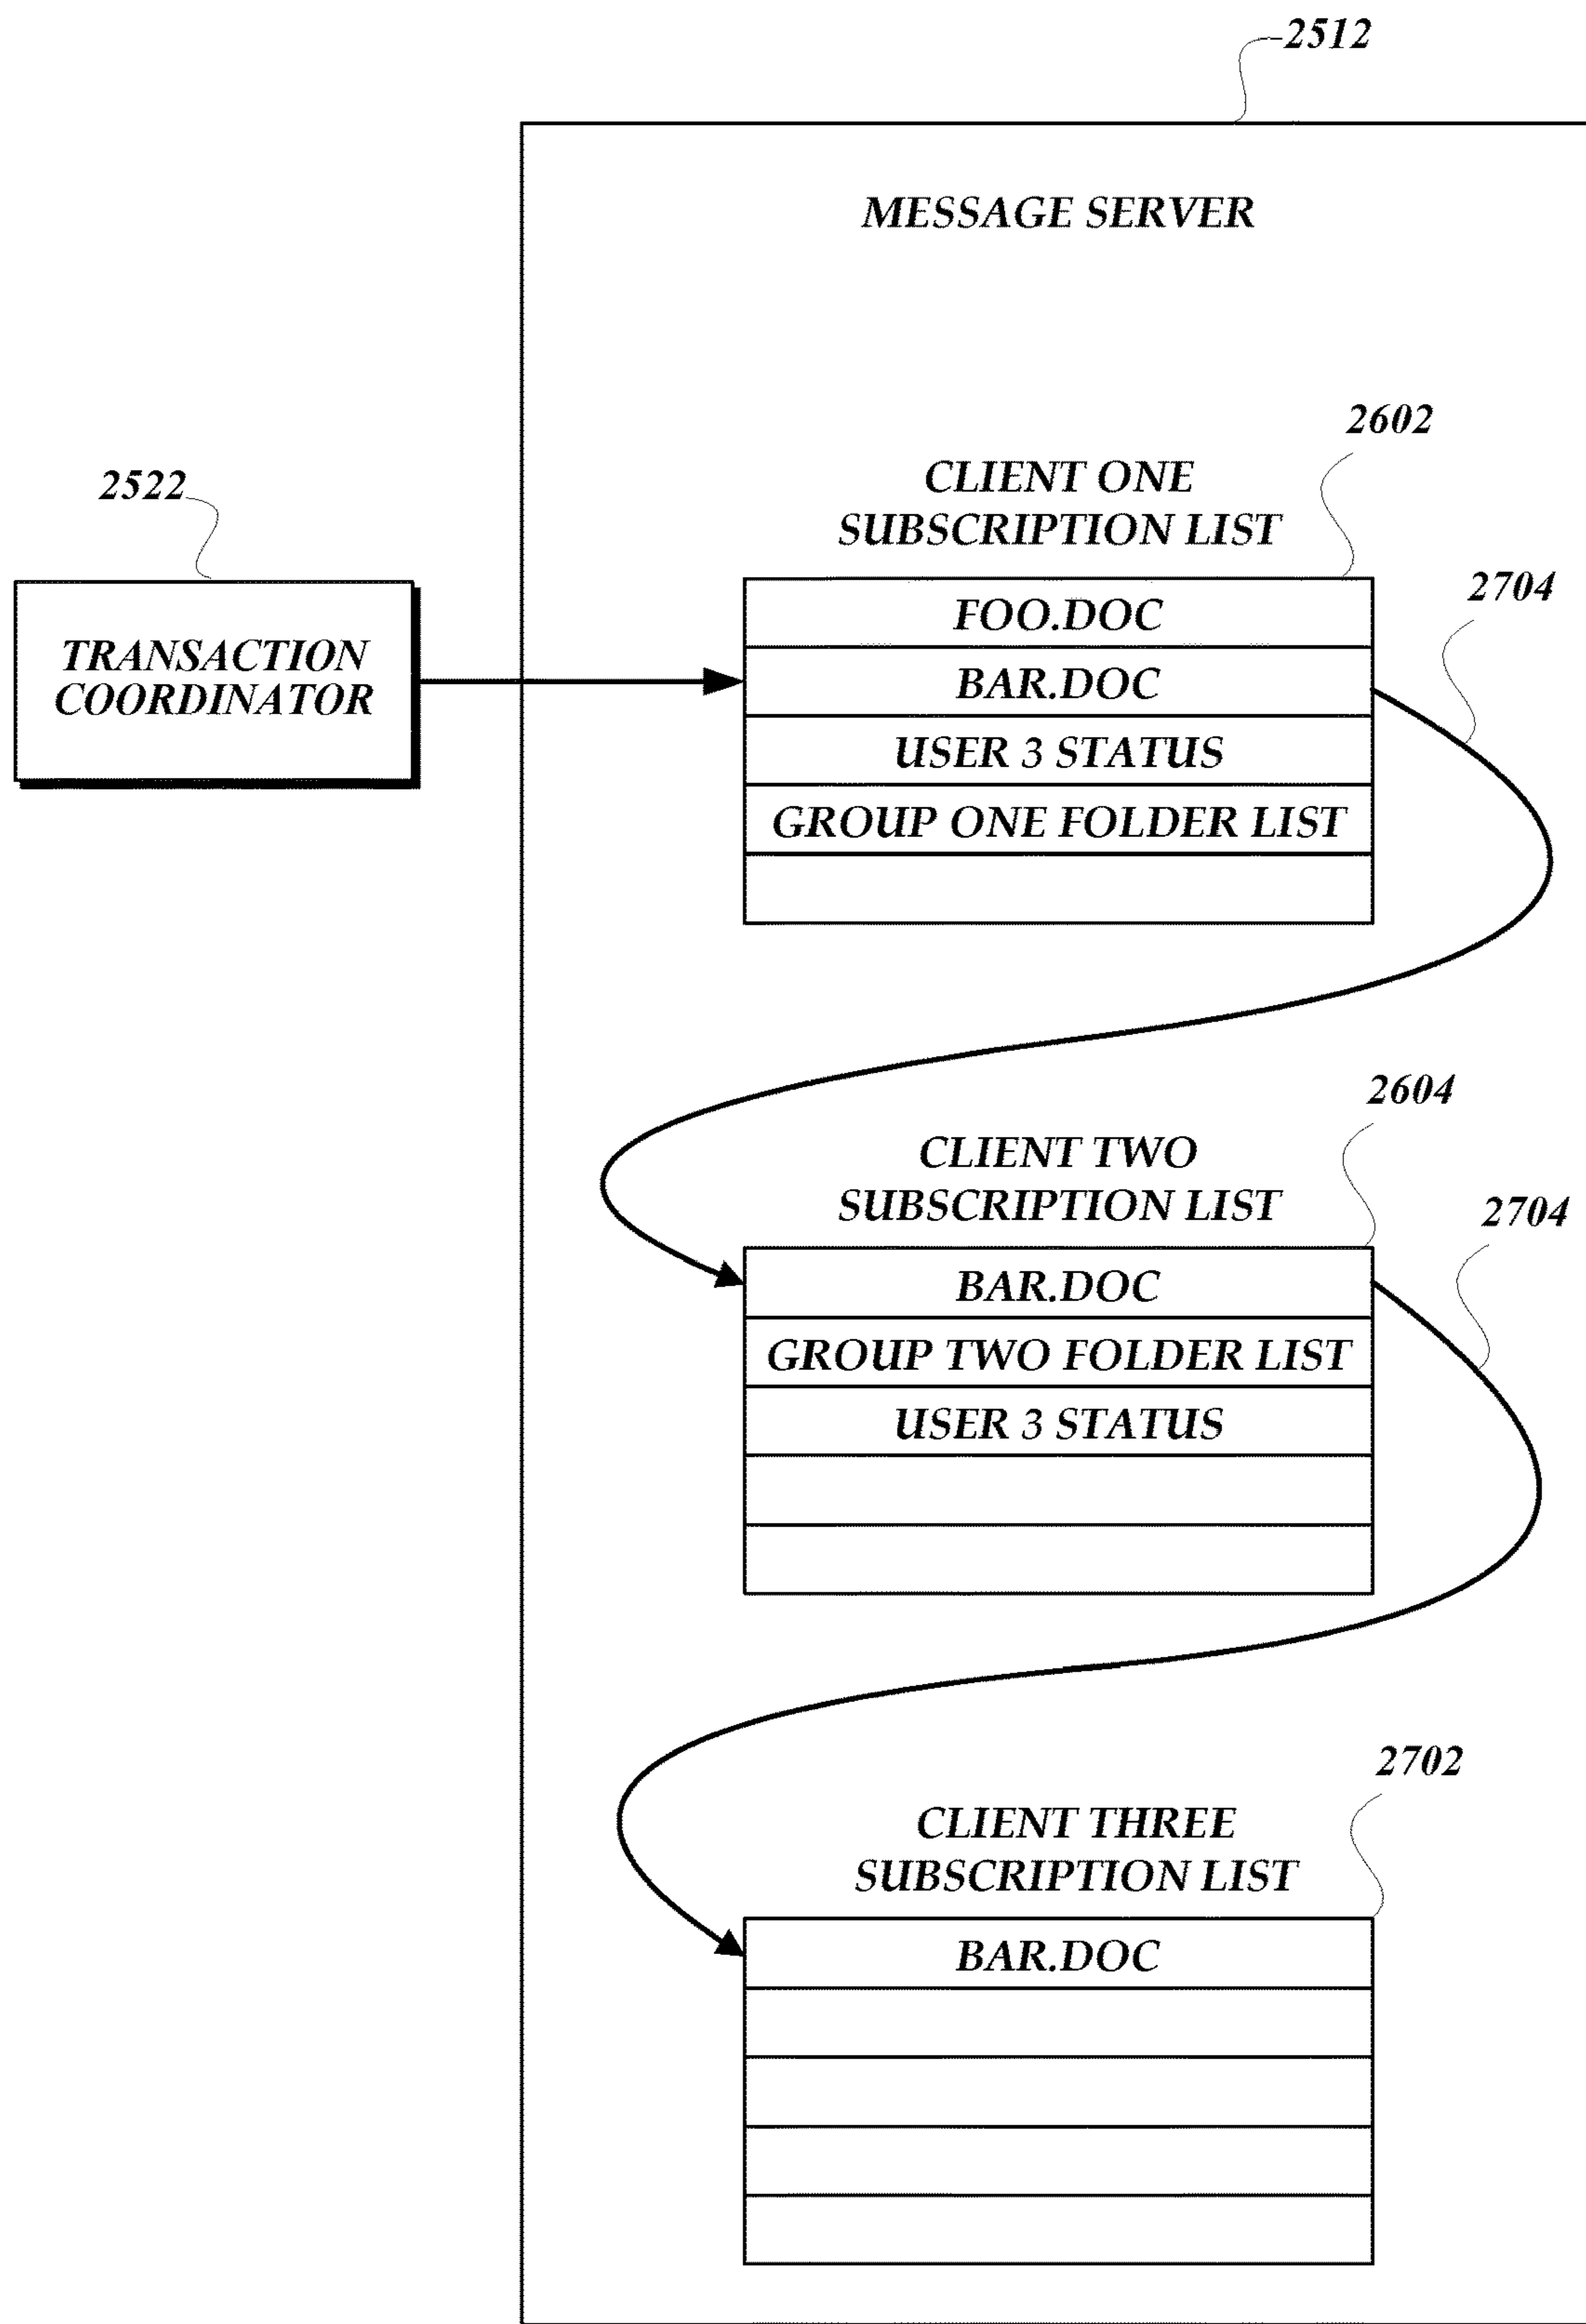 2512
MESSAGE SERVER
2602
CLIENT ONE
SUBSCRIPTION LIST
2522
2704
TRANSACTION
COORDINATOR
FOO.DOC
BAR.DOC
USER 3 STATUS
GROUP ONE FOLDER LIST
2604
CLIENT TWO
SUBSCRIPTION LIST
2704
BAR.DOC
GROUP TWO FOLDER LIST
USER 3 STATUS
2702
CLIENT THREE
SUBSCRIPTION LIST
BAR.DOC